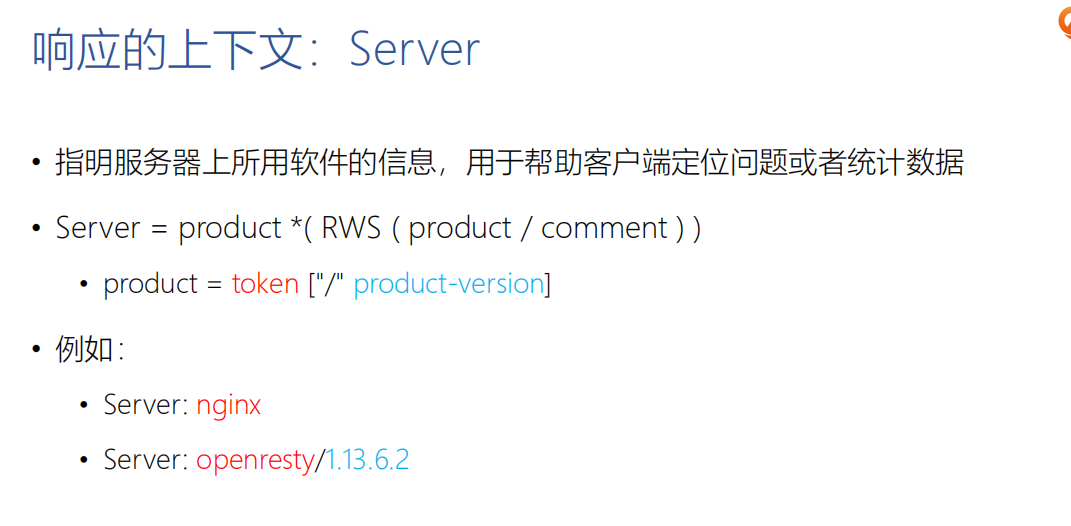 响应的上下文：Server
• 指明服务器上所用软件的信息，用于帮助客户端定位问题或者统计数据
• Server = product *( RWS ( product / comment ) )
• product = token ["/" product-version]
• 例如：
• Server: nginx
• Server: openresty/1.13.6.2